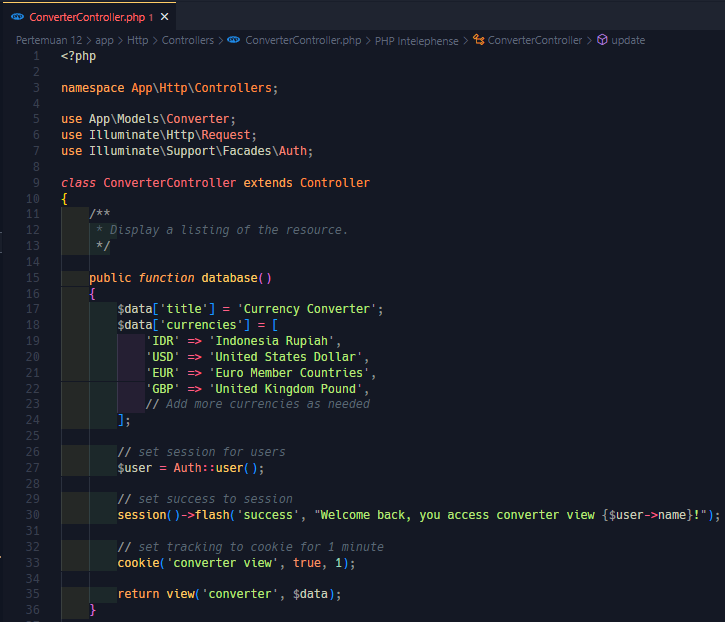 ConverterController.php 1 ×
Pertemuan 12 > app > Http > Controllers > ConverterController.php > PHP Intelephense > ConverterController > update
1 <?php
2
3 namespace App\Http\Controllers;
4
5 use App\Models\Converter;
6 use Illuminate\Http\Request;
7 use Illuminate\Support\Facades\Auth;
8
9 class ConverterController extends Controller
10 {
11     /**
12      * Display a listing of the resource.
13      */
14
15     public function database()
16     {
17         $data['title'] = 'Currency Converter';
18         $data['currencies'] = [
19             'IDR' => 'Indonesia Rupiah',
20             'USD' => 'United States Dollar',
21             'EUR' => 'Euro Member Countries',
22             'GBP' => 'United Kingdom Pound',
23             // Add more currencies as needed
24         ];
25
26         // set session for users
27         $user = Auth::user();
28
29         // set success to session
30         session()->flash('success', "Welcome back, you access converter view {$user->name}!");
31
32         // set tracking to cookie for 1 minute
33         cookie('converter view', true, 1);
34
35         return view('converter', $data);
36     }